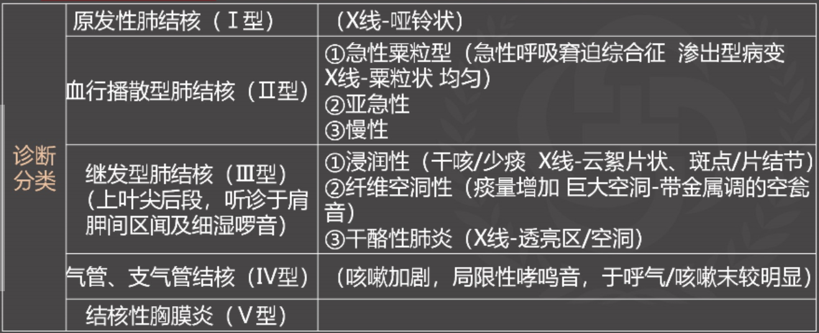 诊断
分类
原发性肺结核（Ⅰ型）
（X线-哑铃状）
血行播散型肺结核（Ⅱ型）
①急性粟粒型（急性呼吸窘迫综合征 渗出型病变
X线-粟粒状 均匀）
②亚急性
③慢性
继发型肺结核（Ⅲ型）
（上叶尖后段，听诊于肩
胛间区闻及细湿啰音）
①浸润性（干咳/少痰 X线-云絮片状、斑点/片结节）
②纤维空洞性（痰量增加 巨大空洞-带金属调的空瓮
音）
③干酪性肺炎（X线-透亮区/空洞）
气管、支气管结核（Ⅳ型）
（咳嗽加剧，局限性哮鸣音，于呼气/咳嗽末较明显）
结核性胸膜炎（Ⅴ型）